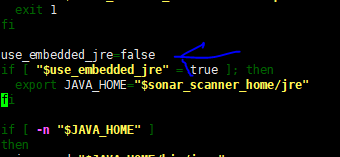 exit 1
fi
use_embedded_jre=false
if [ "$use_embedded_jre" = true ]; then
export JAVA_HOME="$sonar_scanner_home/jre"
fi
if [ -n "$JAVA_HOME" ]
then